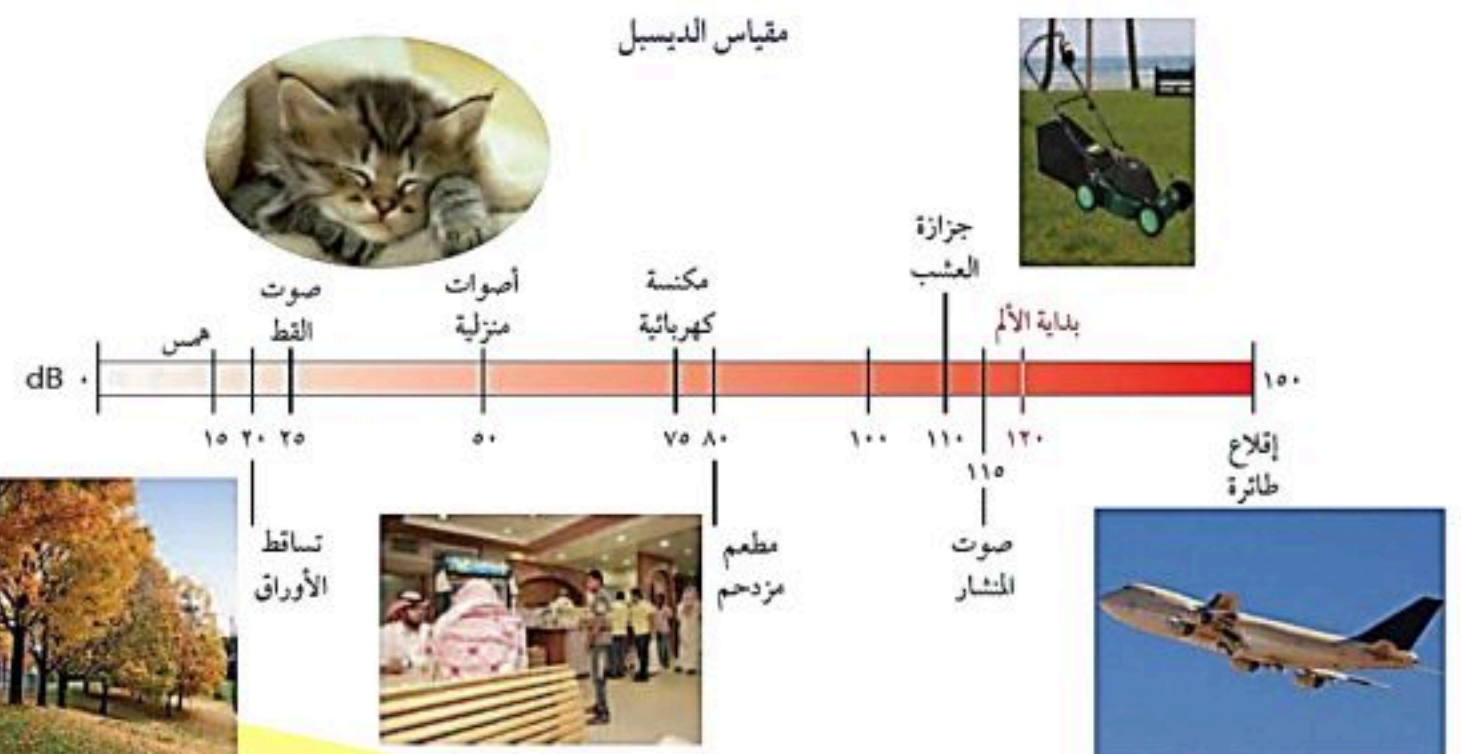 مقياس الديسبل
جزازة
العشب
مكنسة
كهربائية
أصوات
منزلية
صوت
القط
همس
بداية الألم
dB ٠
١٥٠
١٥ ٢٠ ٢٥ ٥٠ ٧٥ ٨٠ ١٠٠ ١١٠ ١٢٠
١١٥
إقلاع
طائرة
تساقط
الأوراق
مطعم
مزدحم
صوت
المنشار